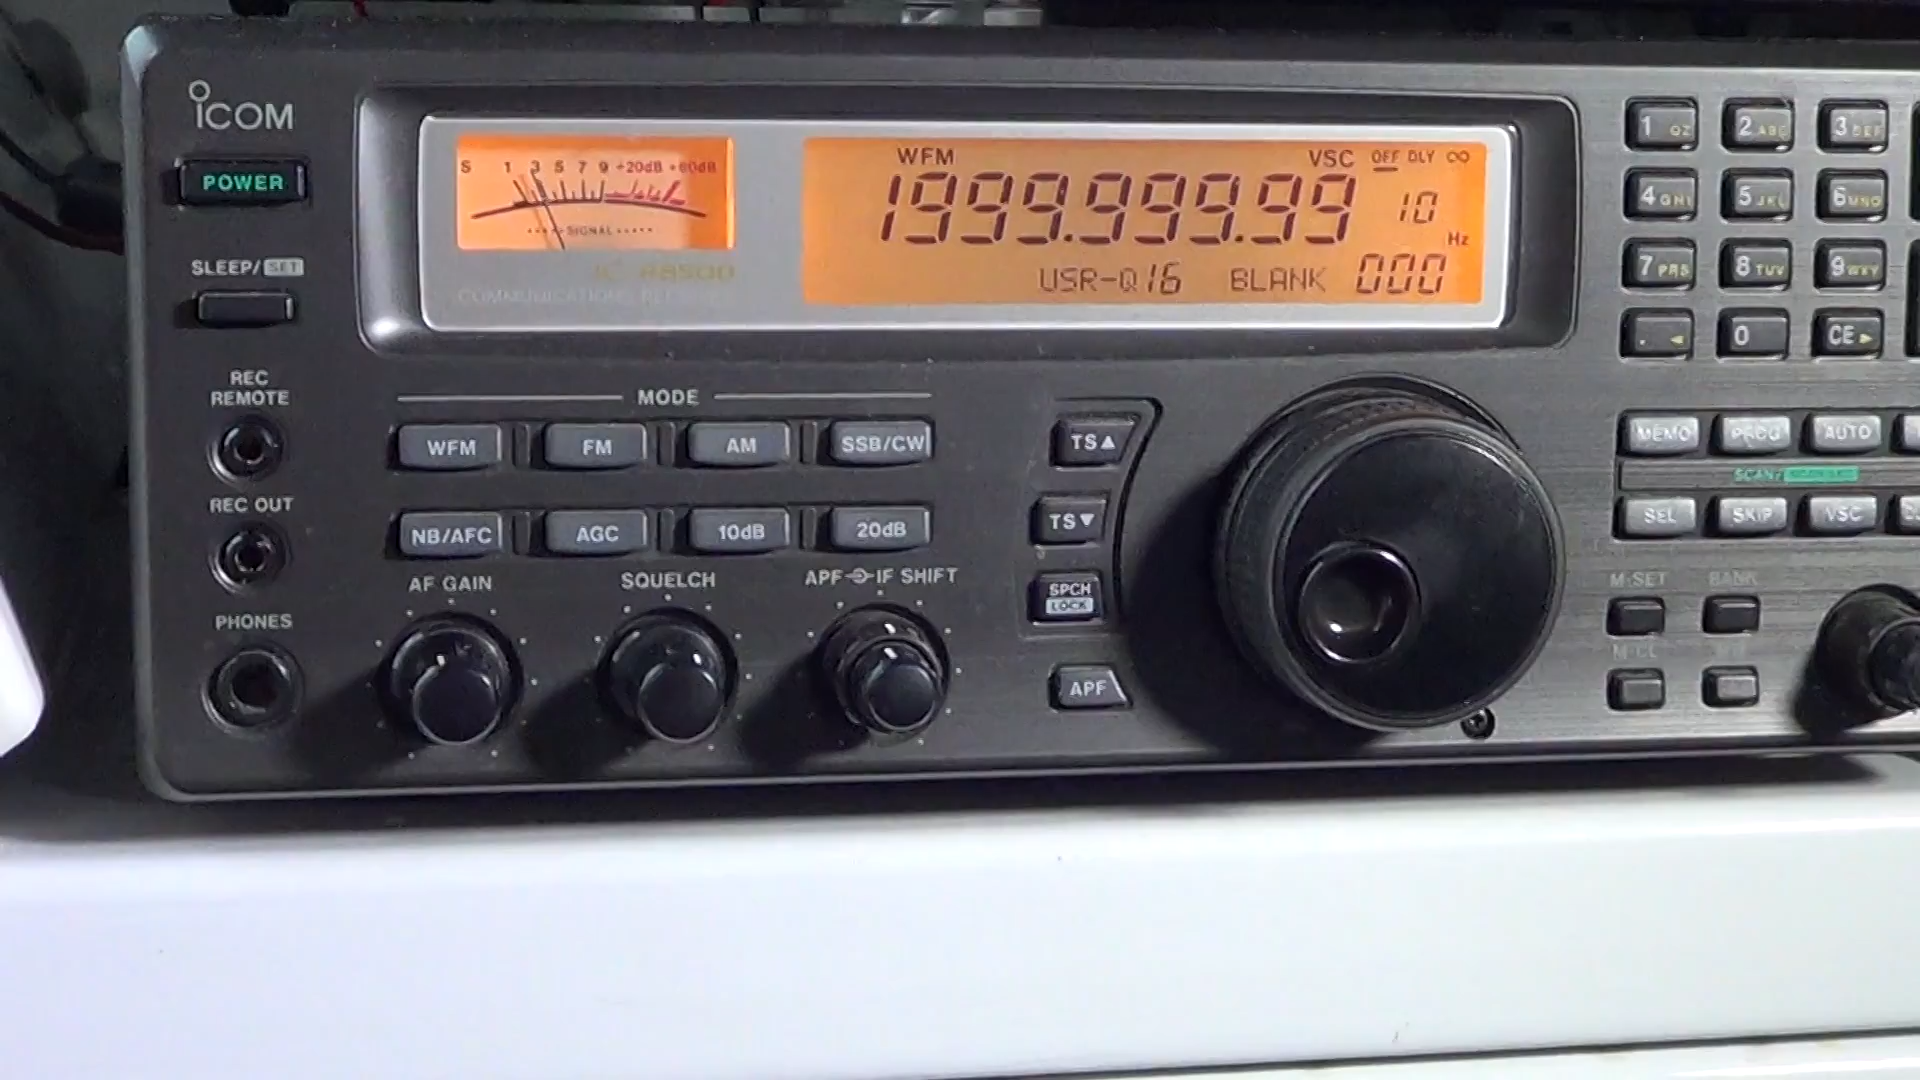 ICOM
POWER
SLEEP/SET
REC
REMOTE
REC OUT
PHONES
S 1 3 5 7 9 +20dB +60dB
SIGNAL
IC-R8500
WFM VSC OFF DLY ∞
1999.999.99 10
Hz
USR-Q16 BLANK 000
MODE
WFM FM AM SSB/CW
NB/AFC AGC 10dB 20dB
AF GAIN SQUELCH APF IF SHIFT
TS▲
TS▼
SPCH
LOCK
APF
1 QZ 2 ABC 3 DEF
4 GHI 5 JKL 6 MNO
7 PRS 8 TUV 9 WXY
. ◄ 0 CE ►
MEMO PROG AUTO
SCAN/
SEL SKIP VSC
M-SET BANK
M-CL